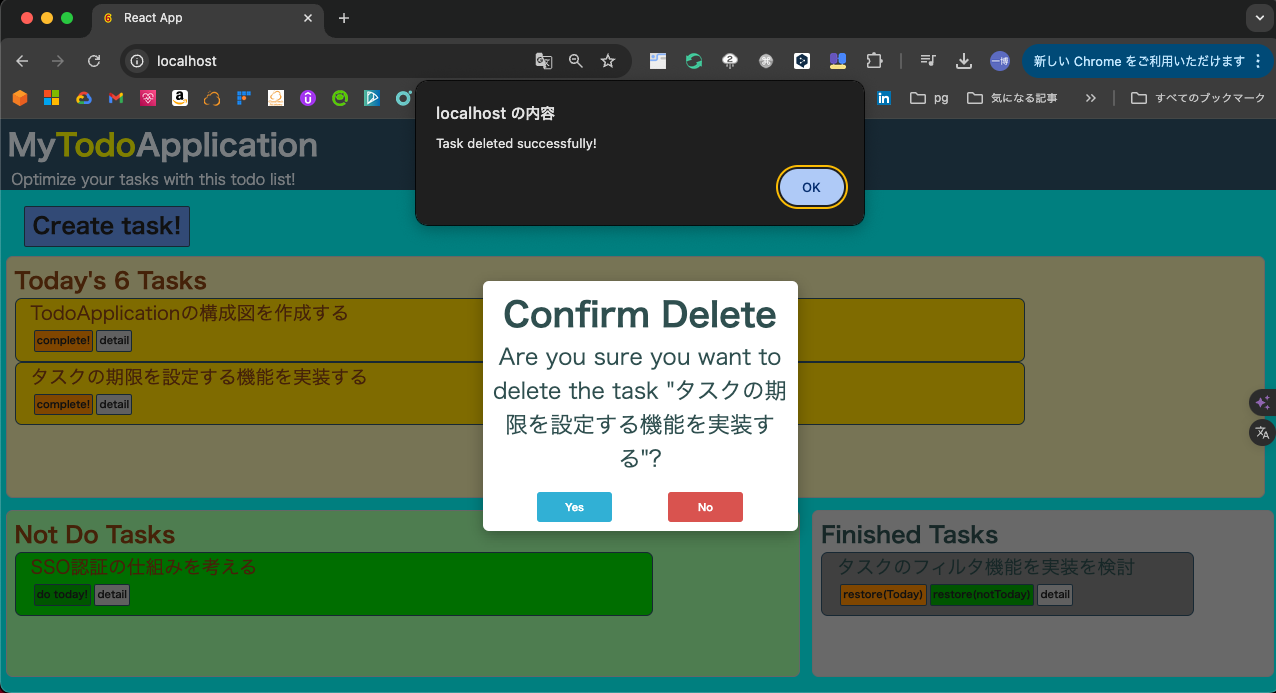 React App
localhost
一博
新しい Chrome をご利用いただけます
pg
気になる記事
すべてのブックマーク
localhost の内容
Task deleted successfully!
OK
MyTodoApplication
Optimize your tasks with this todo list!
Create task!
Today's 6 Tasks
TodoApplicationの構成図を作成する
complete! detail
タスクの期限を設定する機能を実装する
complete! detail
Confirm Delete
Are you sure you want to
delete the task "タスクの期
限を設定する機能を実装す
る"?
Yes No
Not Do Tasks
SSO認証の仕組みを考える
do today! detail
Finished Tasks
タスクのフィルタ機能を実装を検討
restore(Today) restore(notToday) detail